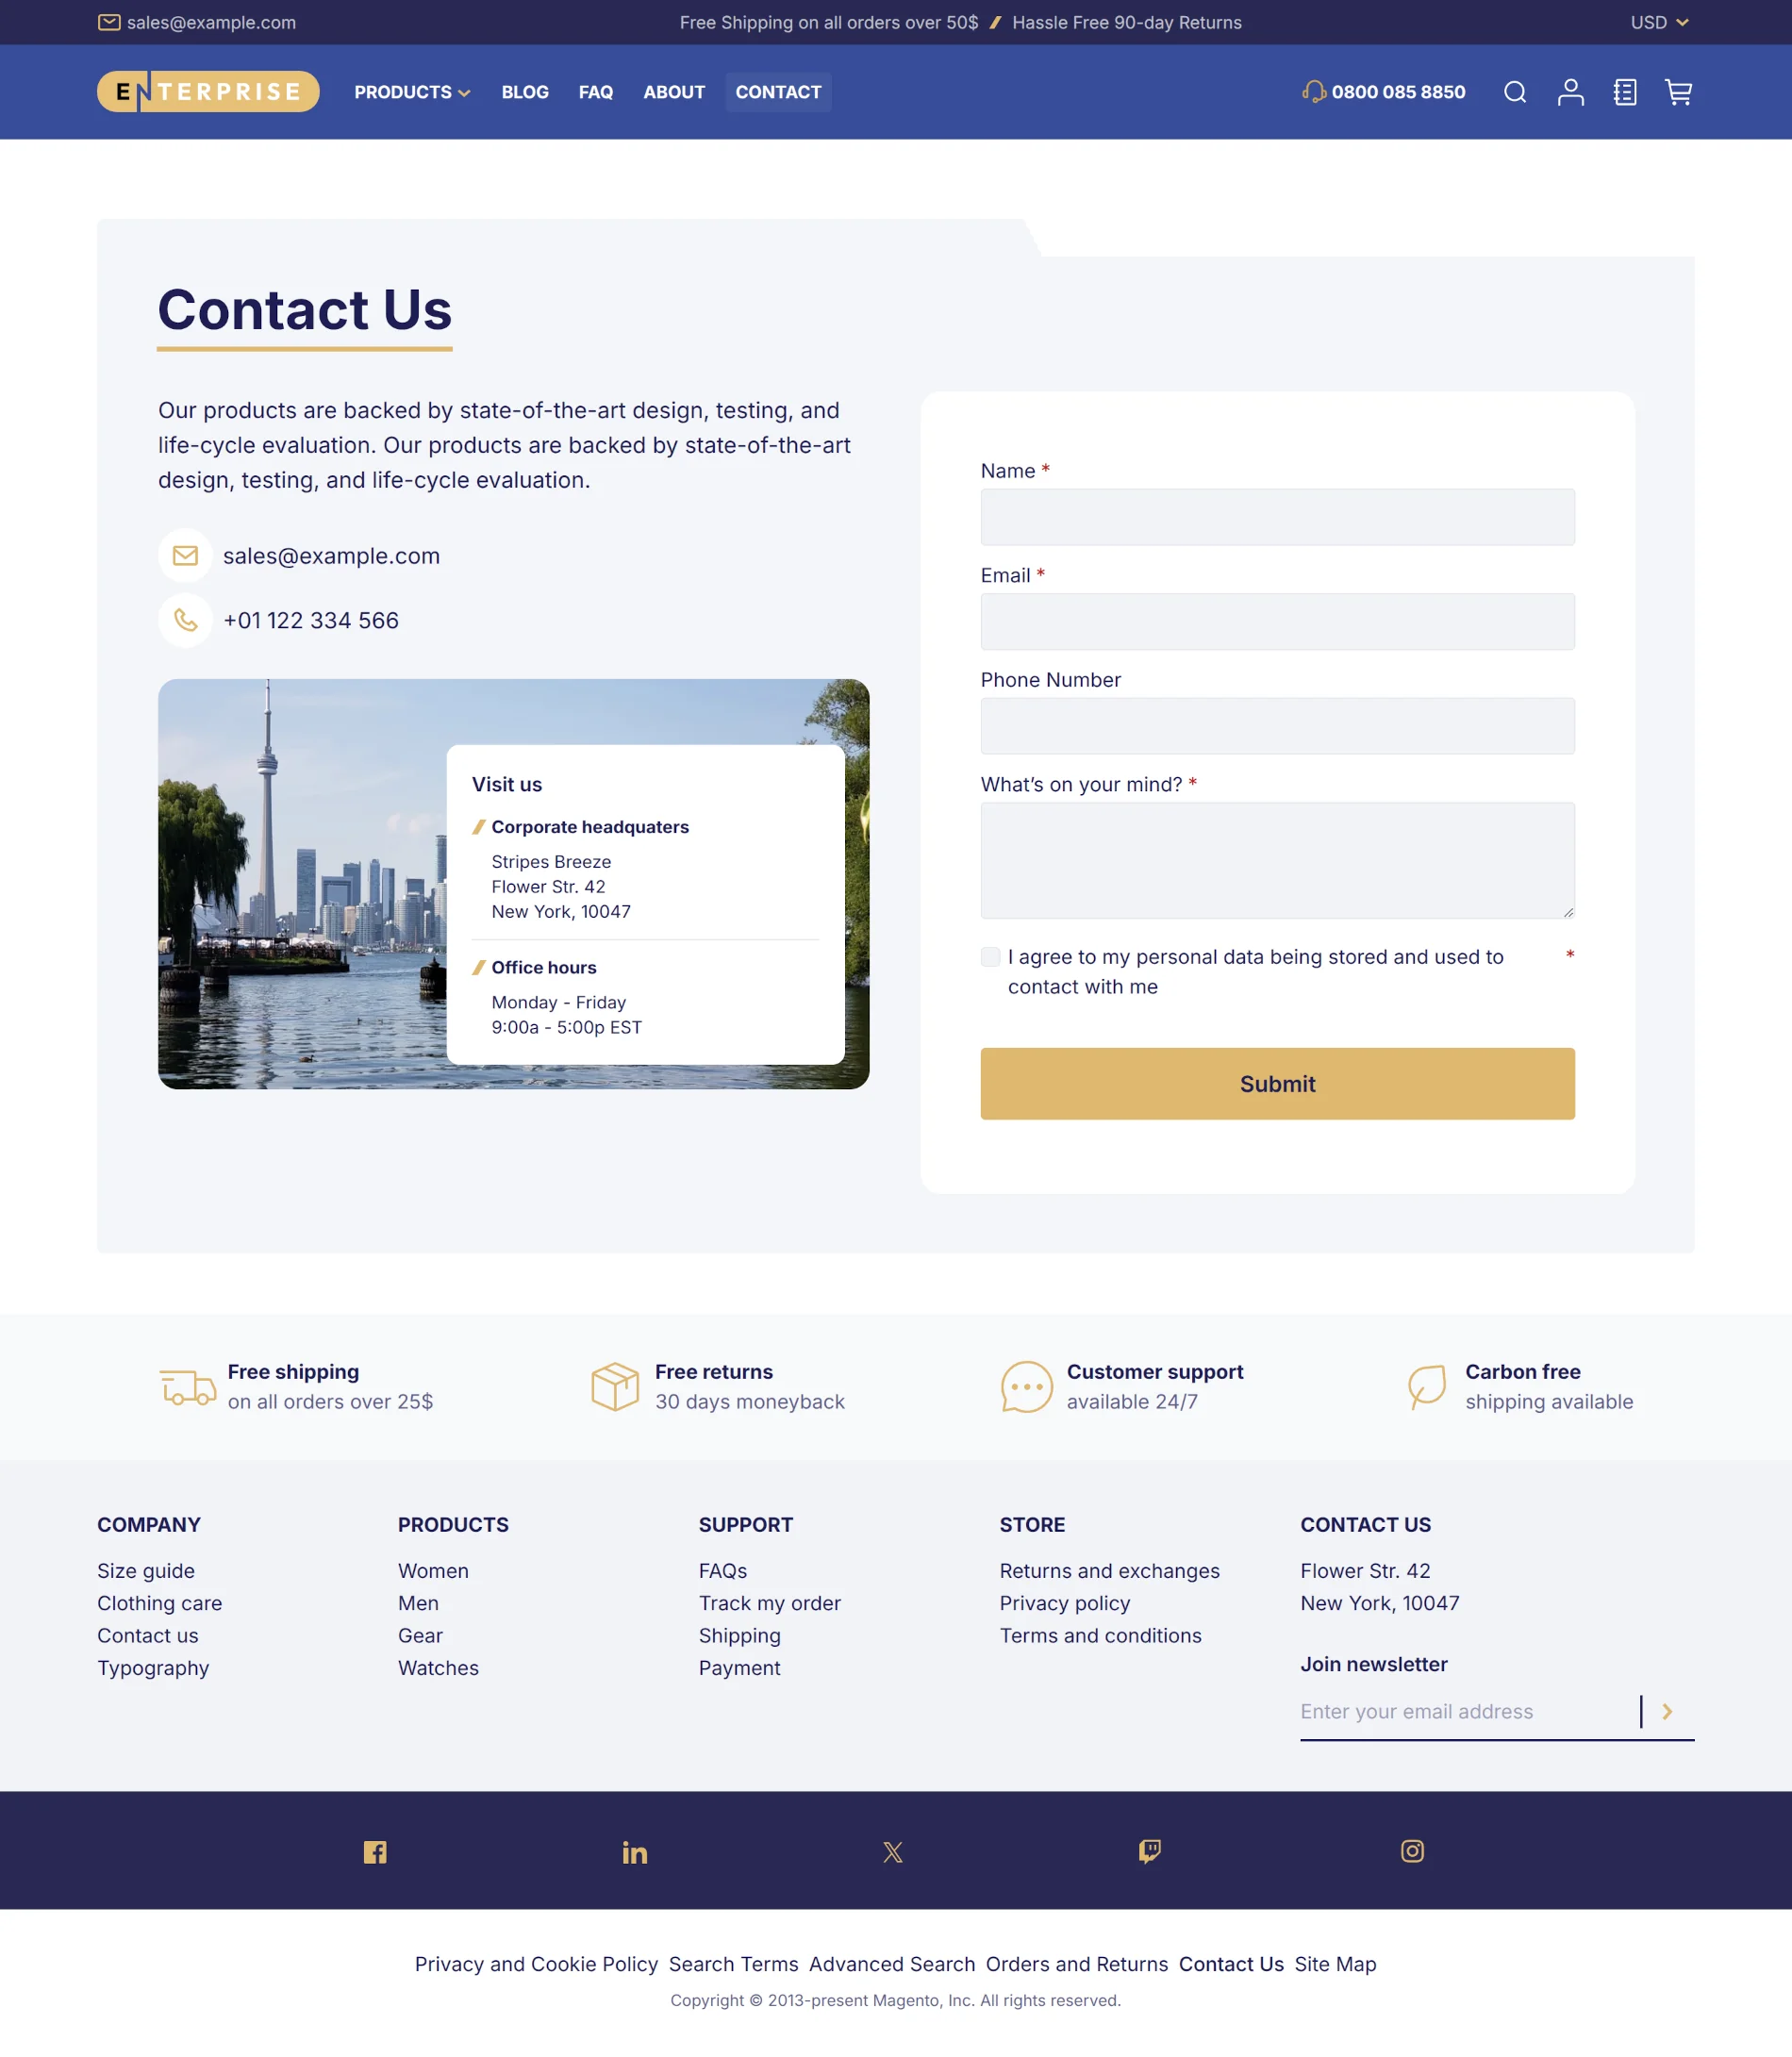 sales@example.com
Free Shipping on all orders over 50$ Hassle Free 90-day Returns
USD
ENTERPRISE
PRODUCTS
BLOG
FAQ
ABOUT
CONTACT
0800 085 8850
Contact Us
Our products are backed by state-of-the-art design, testing, and
life-cycle evaluation. Our products are backed by state-of-the-art
design, testing, and life-cycle evaluation.
sales@example.com
+01 122 334 566
Visit us
Corporate headquaters
Stripes Breeze
Flower Str. 42
New York, 10047
Office hours
Monday - Friday
9:00a - 5:00p EST
Name *
Email *
Phone Number
What's on your mind? *
I agree to my personal data being stored and used to *
contact with me
Submit
Free shipping
on all orders over 25$
Free returns
30 days moneyback
Customer support
available 24/7
Carbon free
shipping available
COMPANY
Size guide
Clothing care
Contact us
Typography
PRODUCTS
Women
Men
Gear
Watches
SUPPORT
FAQs
Track my order
Shipping
Payment
STORE
Returns and exchanges
Privacy policy
Terms and conditions
CONTACT US
Flower Str. 42
New York, 10047
Join newsletter
Enter your email address
Privacy and Cookie Policy Search Terms Advanced Search Orders and Returns Contact Us Site Map
Copyright © 2013-present Magento, Inc. All rights reserved.